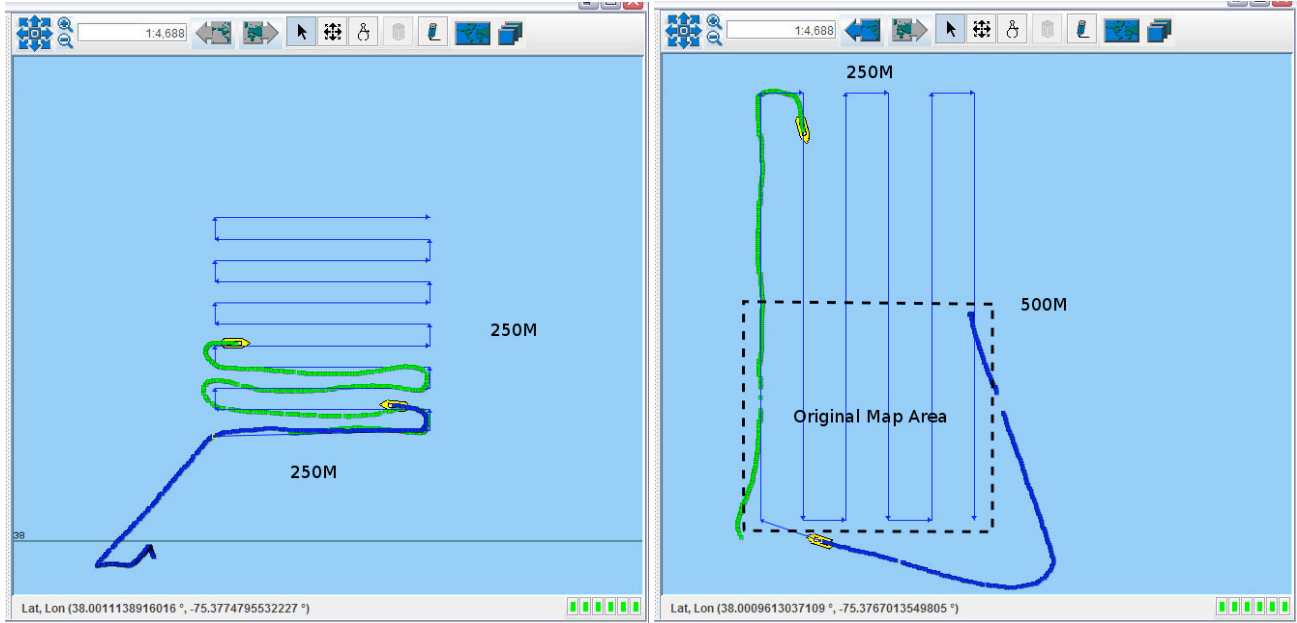 1:4,688
250M
250M
38
Lat, Lon (38.0011138916016 °, -75.3774795532227 °)
1:4,688
250M
500M
Original Map Area
Lat, Lon (38.0009613037109 °, -75.3767013549805 °)